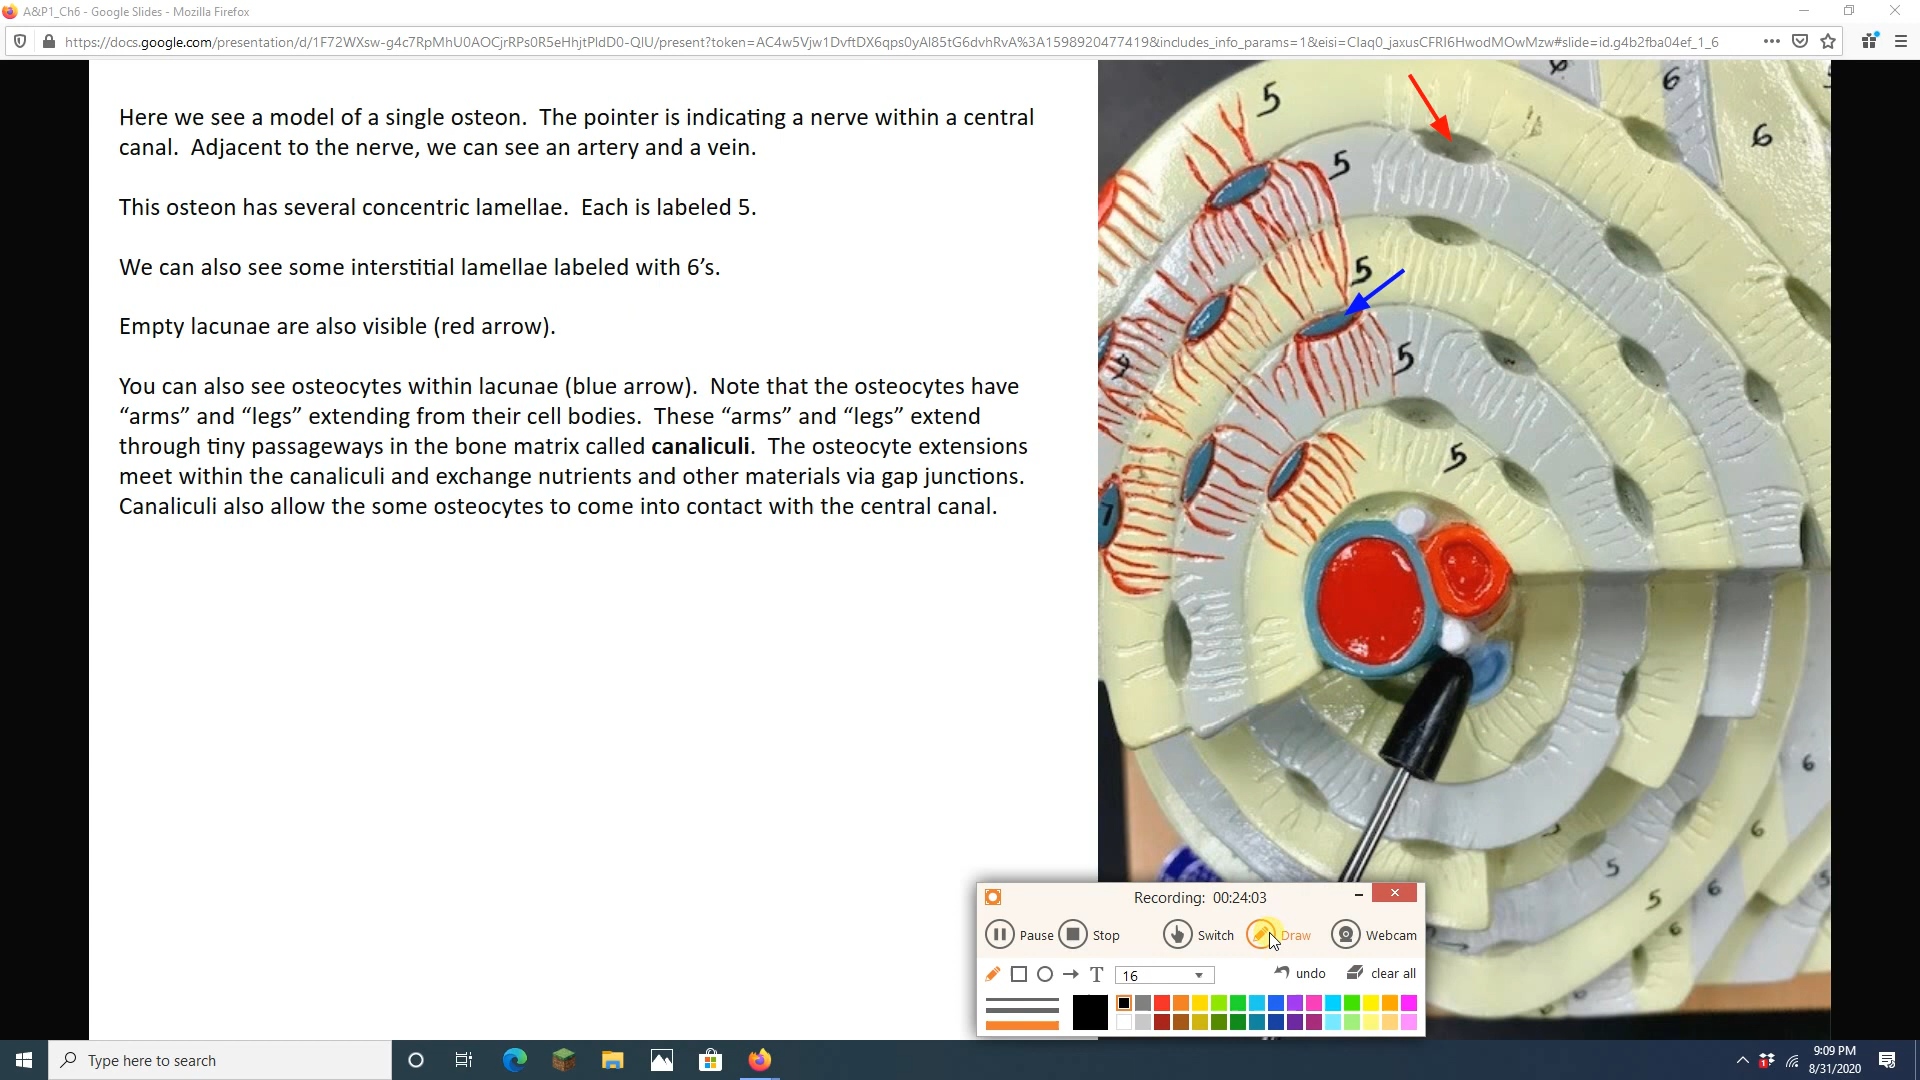 A&P1_Ch6 - Google Slides - Mozilla Firefox
https://docs.google.com/presentation/d/1F72WXsw-g4c7RpMhU0AOCjrRPs0R5eHhjtPldD0-QIU/present?token=AC4w5Vjw1DvftDX6qps0yAl85tG6dvhRvA%3A1598920477419&includes_info_params=1&eisi=CIaq0_jaxusCFRI6HwodMOwMzw#slide=id.g4b2fba04ef_1_6
Here we see a model of a single osteon.  The pointer is indicating a nerve within a central
canal.  Adjacent to the nerve, we can see an artery and a vein.
This osteon has several concentric lamellae.  Each is labeled 5.
We can also see some interstitial lamellae labeled with 6’s.
Empty lacunae are also visible (red arrow).
You can also see osteocytes within lacunae (blue arrow).  Note that the osteocytes have
“arms” and “legs” extending from their cell bodies.  These “arms” and “legs” extend
through tiny passageways in the bone matrix called canaliculi.  The osteocyte extensions
meet within the canaliculi and exchange nutrients and other materials via gap junctions.
Canaliculi also allow the some osteocytes to come into contact with the central canal.
5
6
6
6
5
5
5
5
7
6
6
5
6
5
6
Recording:  00:24:03
Pause Stop Switch Draw Webcam
T 16 undo clear all
Type here to search
9:09 PM
8/31/2020